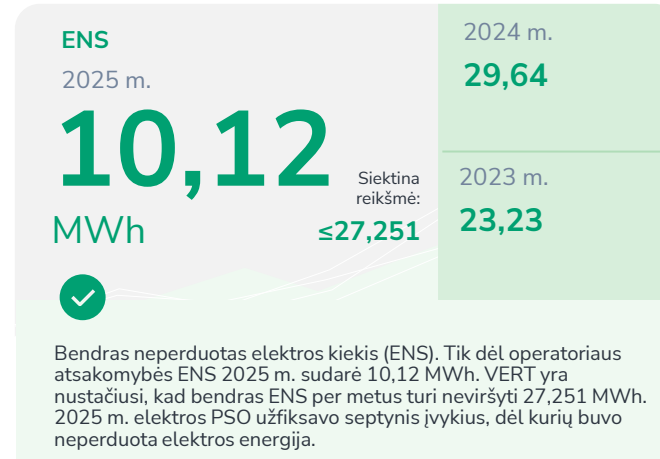 ENS
2025 m.
10,12
MWh
Siektina
reikšmė:
≤27,251
2024 m.
29,64
2023 m.
23,23
Bendras neperduotas elektros kiekis (ENS). Tik dėl operatoriaus
atsakomybės ENS 2025 m. sudarė 10,12 MWh. VERT yra
nustačiusi, kad bendras ENS per metus turi neviršyti 27,251 MWh.
2025 m. elektros PSO užfiksavo septynis įvykius, dėl kurių buvo
neperduota elektros energija.